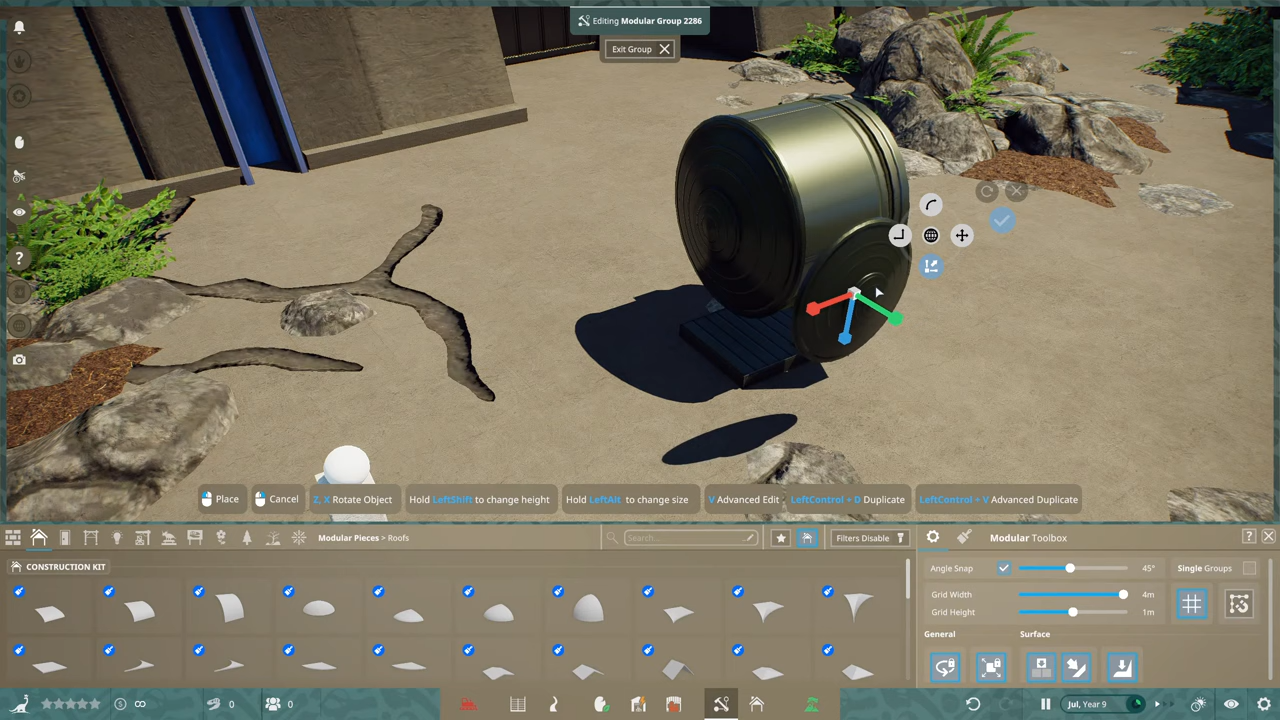 Editing Modular Group 2286
Exit Group
Place
Cancel
Z, X Rotate Object
Hold LeftShift to change height
Hold LeftAlt to change size
V Advanced Edit
LeftControl + D Duplicate
LeftControl + V Advanced Duplicate
Modular Pieces > Roofs
Search...
Filters Disable
Modular Toolbox
?
CONSTRUCTION KIT
Angle Snap
45°
Single Groups
Grid Width
4m
Grid Height
1m
General
Surface
?
∞
0
0
Jul, Year 9